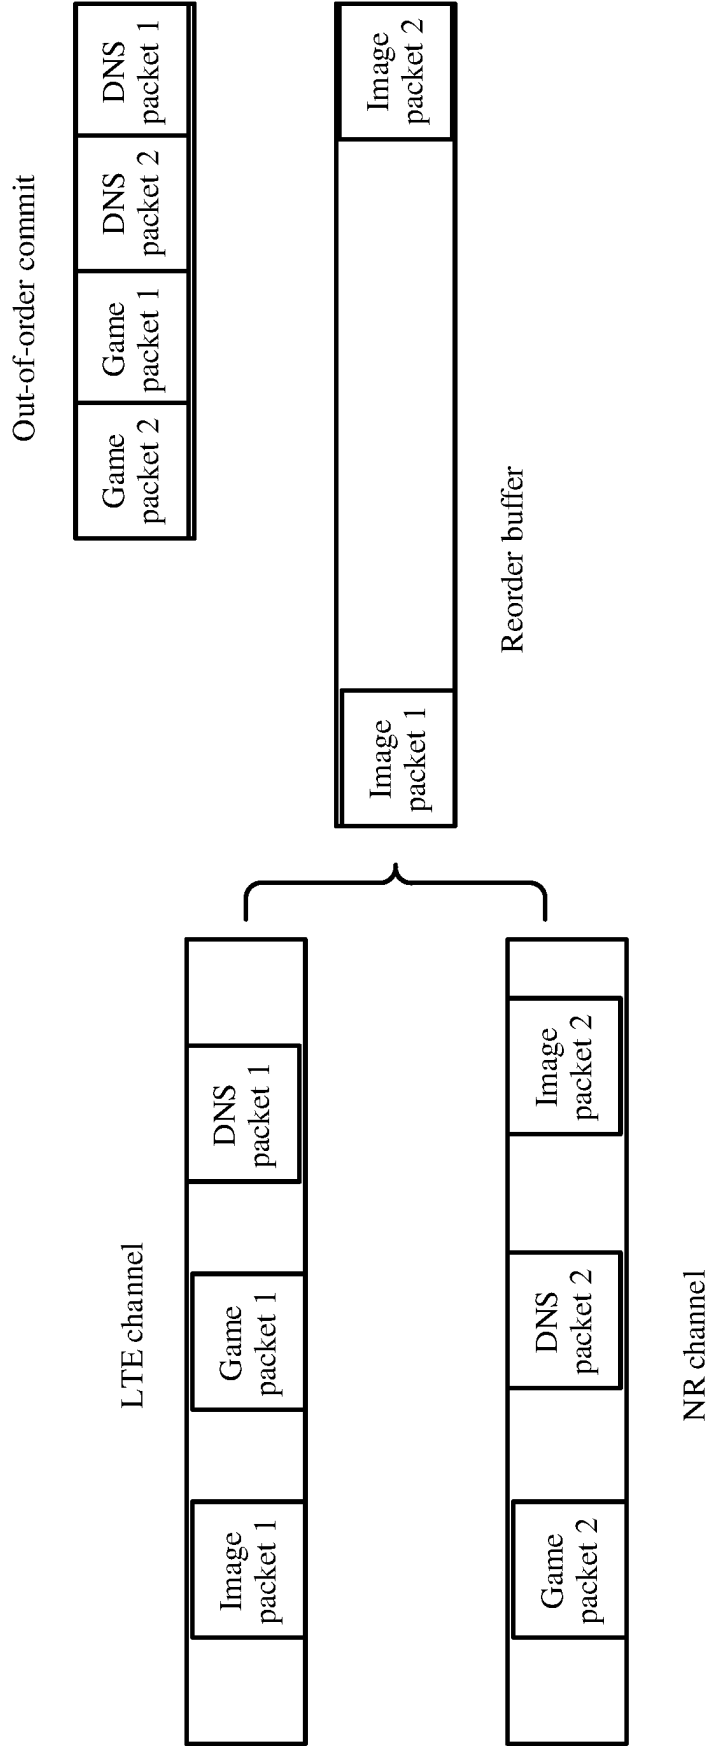 Out-of-order commit
Game
packet 2
Game
packet 1
DNS
packet 2
DNS
packet 1
LTE channel
Image
packet 1
Game
packet 1
DNS
packet 1
Image
packet 1
Image
packet 2
Reorder buffer
Game
packet 2
DNS
packet 2
Image
packet 2
NR channel